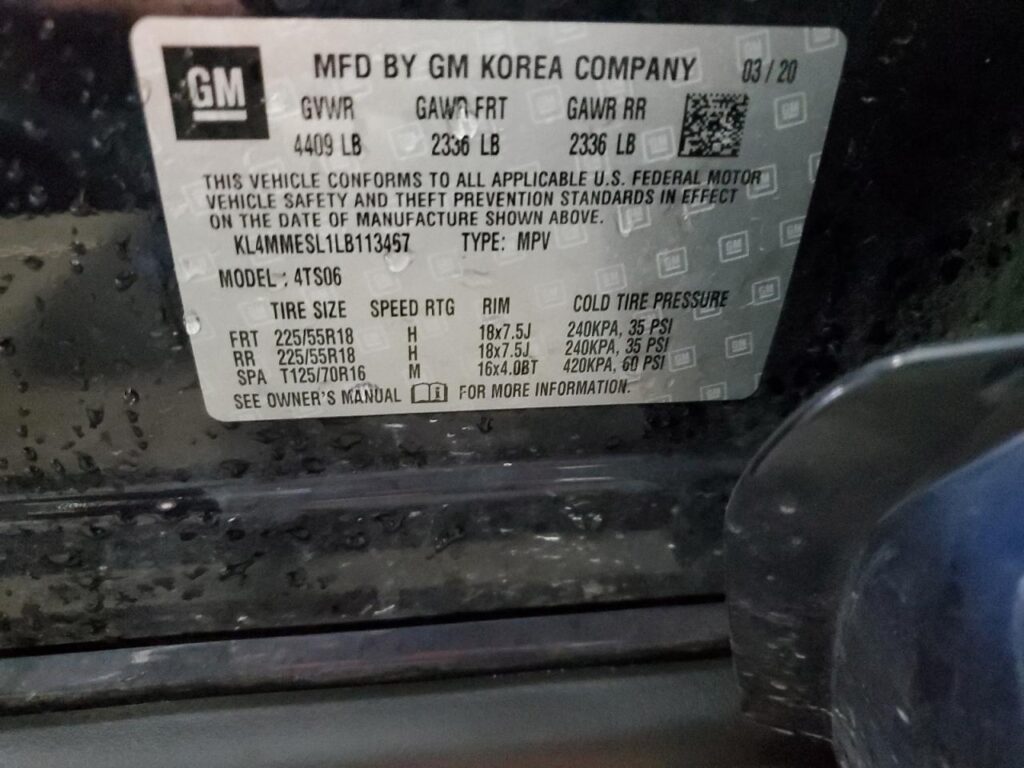 GM
MFD BY GM KOREA COMPANY 03/20
GVWR GAWR FRT GAWR RR
4409 LB 2336 LB 2336 LB
THIS VEHICLE CONFORMS TO ALL APPLICABLE U.S. FEDERAL MOTOR
VEHICLE SAFETY AND THEFT PREVENTION STANDARDS IN EFFECT
ON THE DATE OF MANUFACTURE SHOWN ABOVE.
KL4MMESL1LB113457 TYPE: MPV
MODEL: 4TS06
TIRE SIZE SPEED RTG RIM COLD TIRE PRESSURE
FRT 225/55R18 H 18x7.5J 240KPA, 35 PSI
RR 225/55R18 H 18x7.5J 240KPA, 35 PSI
SPA T125/70R16 M 16x4.0BT 420KPA, 60 PSI
SEE OWNER'S MANUAL FOR MORE INFORMATION.